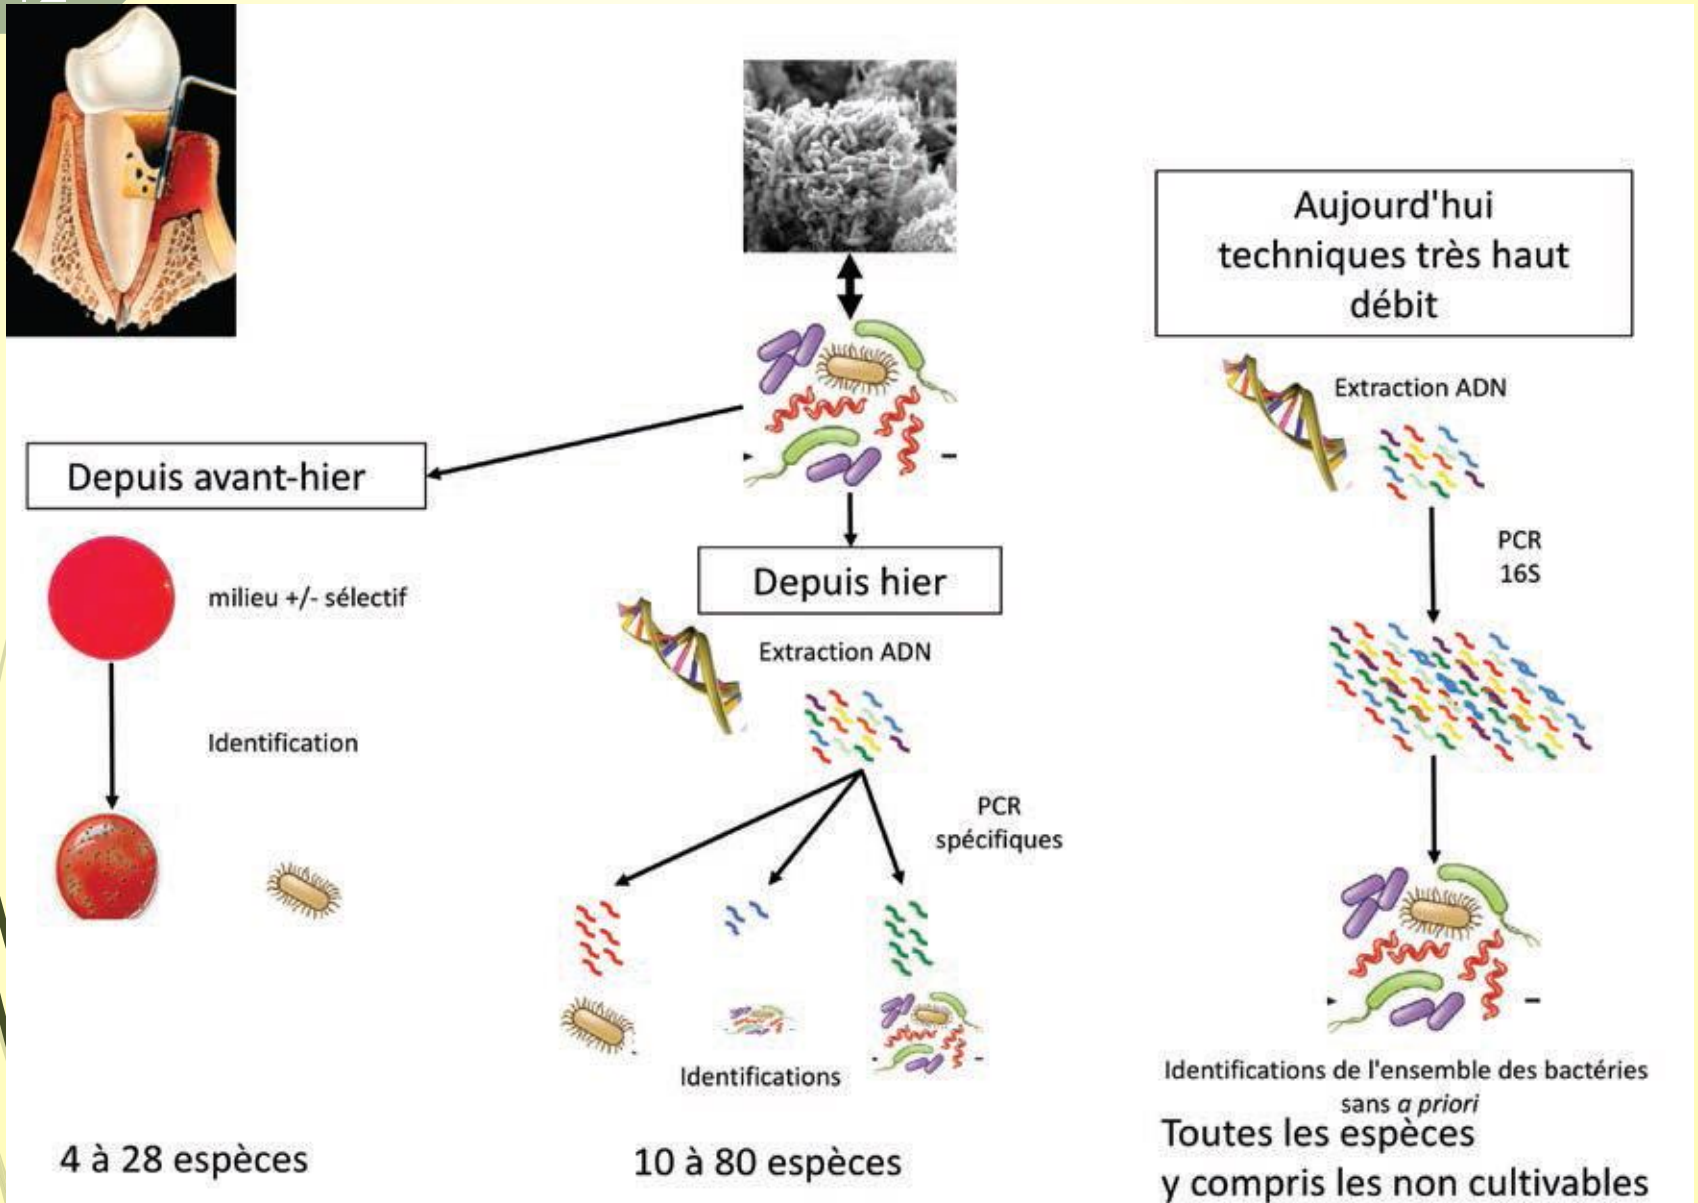 Depuis avant-hier
milieu +/- sélectif
Identification
4 à 28 espèces
Depuis hier
Extraction ADN
PCR
spécifiques
Identifications
10 à 80 espèces
Aujourd'hui
techniques très haut
débit
Extraction ADN
PCR
16S
Identifications de l'ensemble des bactéries
sans a priori
Toutes les espèces
y compris les non cultivables